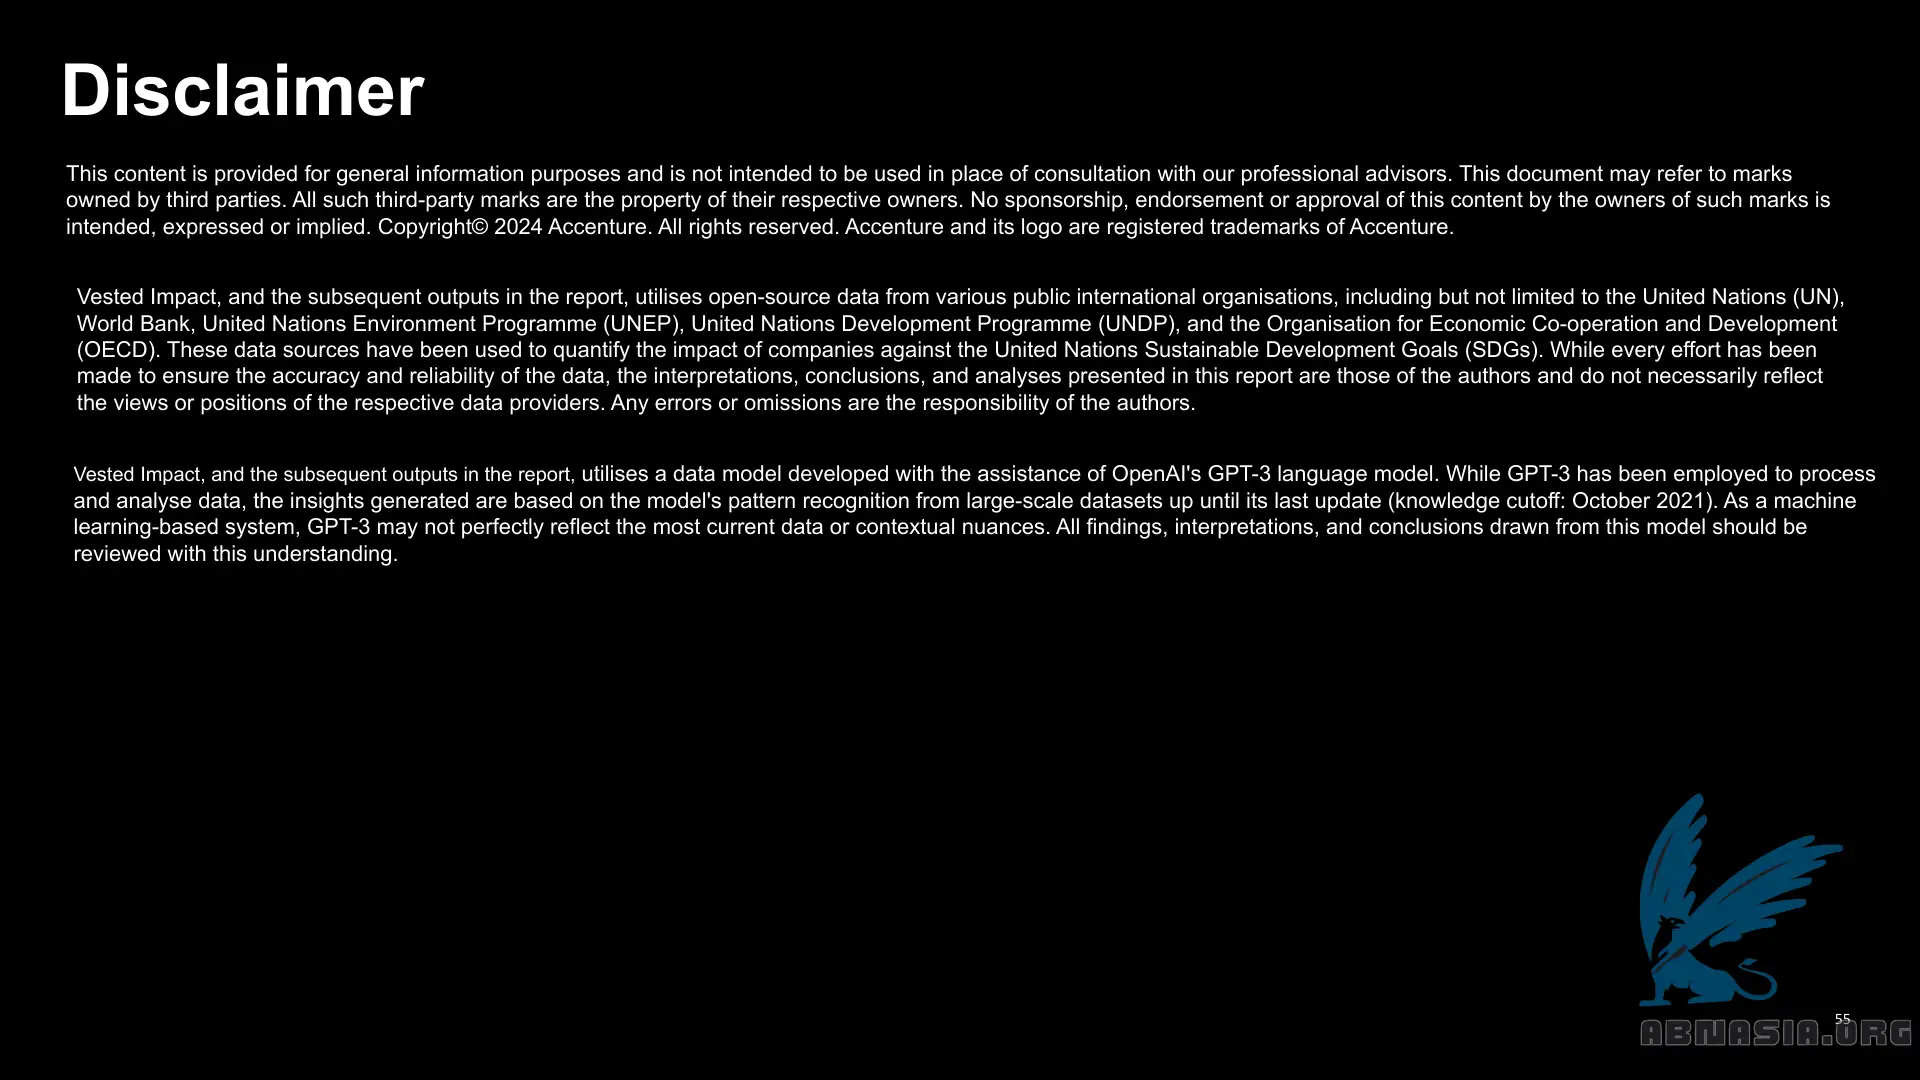 Disclaimer
This content is provided for general information purposes and is not intended to be used in place of consultation with our professional advisors. This document may refer to marks
owned by third parties. All such third-party marks are the property of their respective owners. No sponsorship, endorsement or approval of this content by the owners of such marks is
intended, expressed or implied. Copyright© 2024 Accenture. All rights reserved. Accenture and its logo are registered trademarks of Accenture.
Vested Impact, and the subsequent outputs in the report, utilises open-source data from various public international organisations, including but not limited to the United Nations (UN),
World Bank, United Nations Environment Programme (UNEP), United Nations Development Programme (UNDP), and the Organisation for Economic Co-operation and Development
(OECD). These data sources have been used to quantify the impact of companies against the United Nations Sustainable Development Goals (SDGs). While every effort has been
made to ensure the accuracy and reliability of the data, the interpretations, conclusions, and analyses presented in this report are those of the authors and do not necessarily reflect
the views or positions of the respective data providers. Any errors or omissions are the responsibility of the authors.
Vested Impact, and the subsequent outputs in the report, utilises a data model developed with the assistance of OpenAI's GPT-3 language model. While GPT-3 has been employed to process
and analyse data, the insights generated are based on the model's pattern recognition from large-scale datasets up until its last update (knowledge cutoff: October 2021). As a machine
learning-based system, GPT-3 may not perfectly reflect the most current data or contextual nuances. All findings, interpretations, and conclusions drawn from this model should be
reviewed with this understanding.
55
ABNASIA.ORG